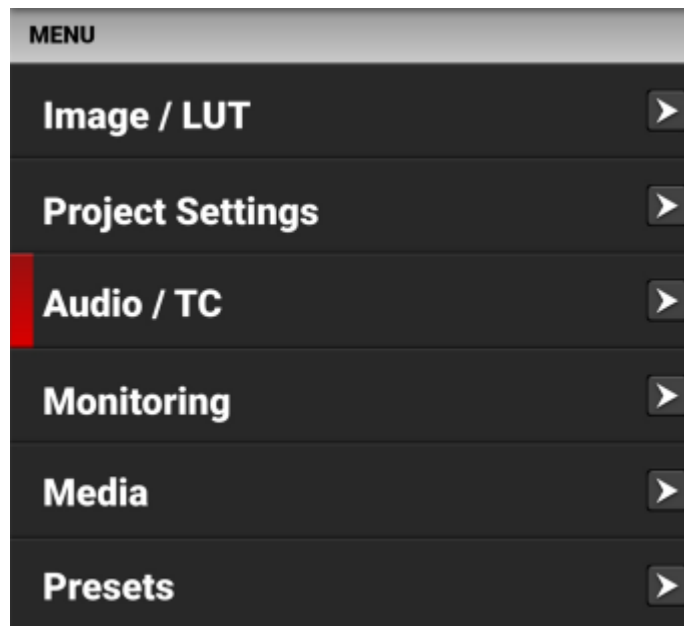 MENU
Image / LUT
Project Settings
Audio / TC
Monitoring
Media
Presets